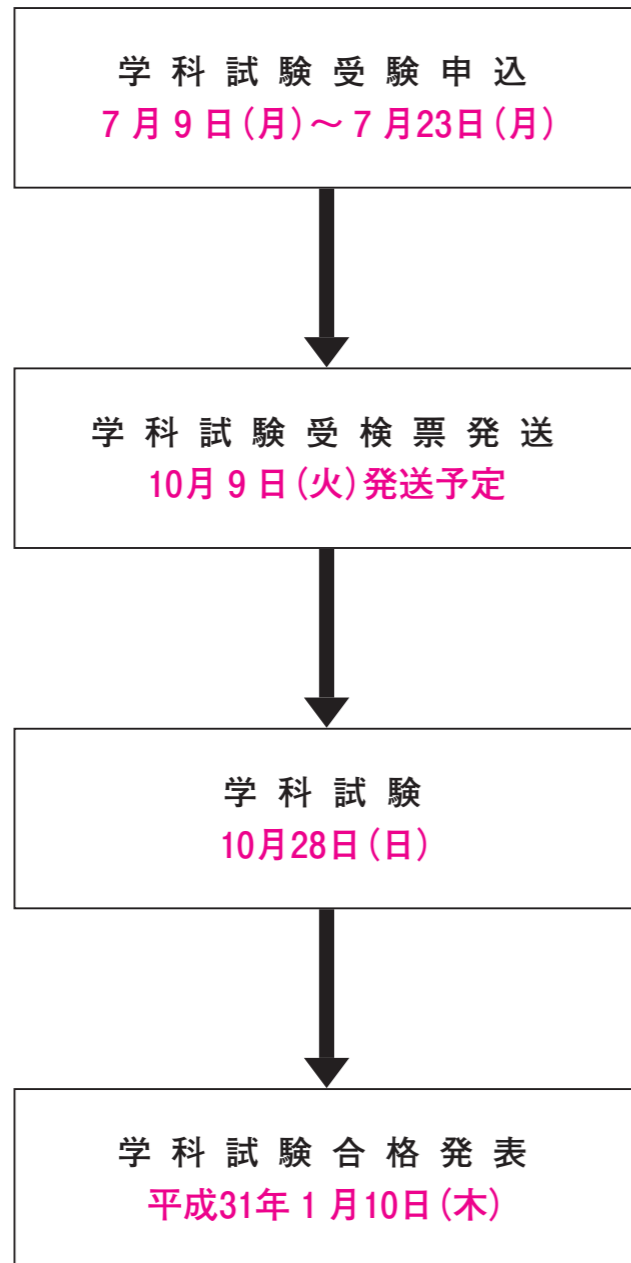 学科試験受験申込
7月9日(月)～7月23日(月)
学科試験受検票発送
10月9日(火)発送予定
学科試験
10月28日(日)
学科試験合格発表
平成31年1月10日(木)